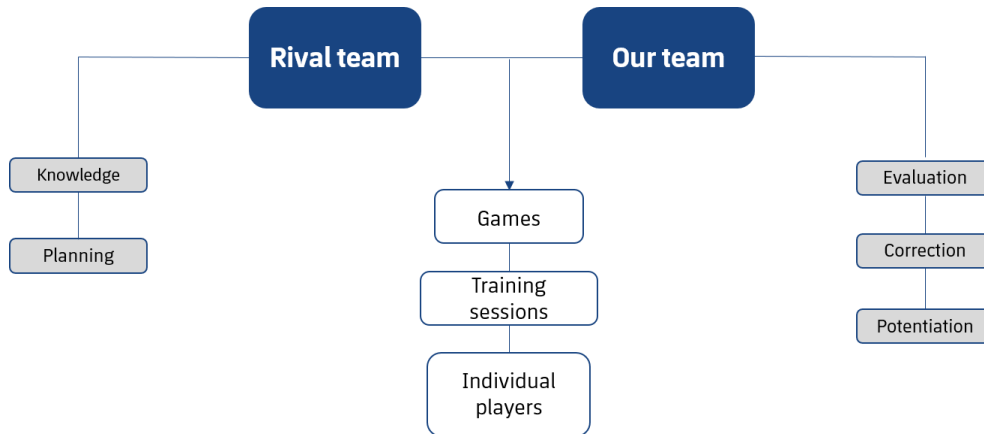 Rival team
Our team
Knowledge
Planning
Games
Training
sessions
Individual
players
Evaluation
Correction
Potentiation